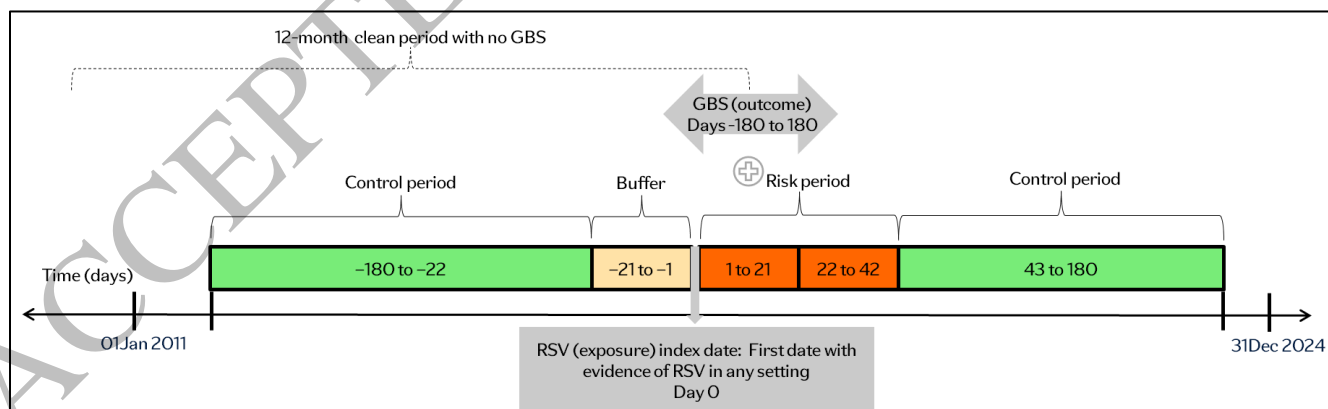 12-month clean period with no GBS
GBS (outcome)
Days -180 to 180
Control period
Buffer
Risk period
Control period
Time (days)
–180 to –22
–21 to –1
1 to 21
22 to 42
43 to 180
01Jan 2011
31Dec 2024
RSV (exposure) index date: First date with
evidence of RSV in any setting
Day 0
ACCEPTE